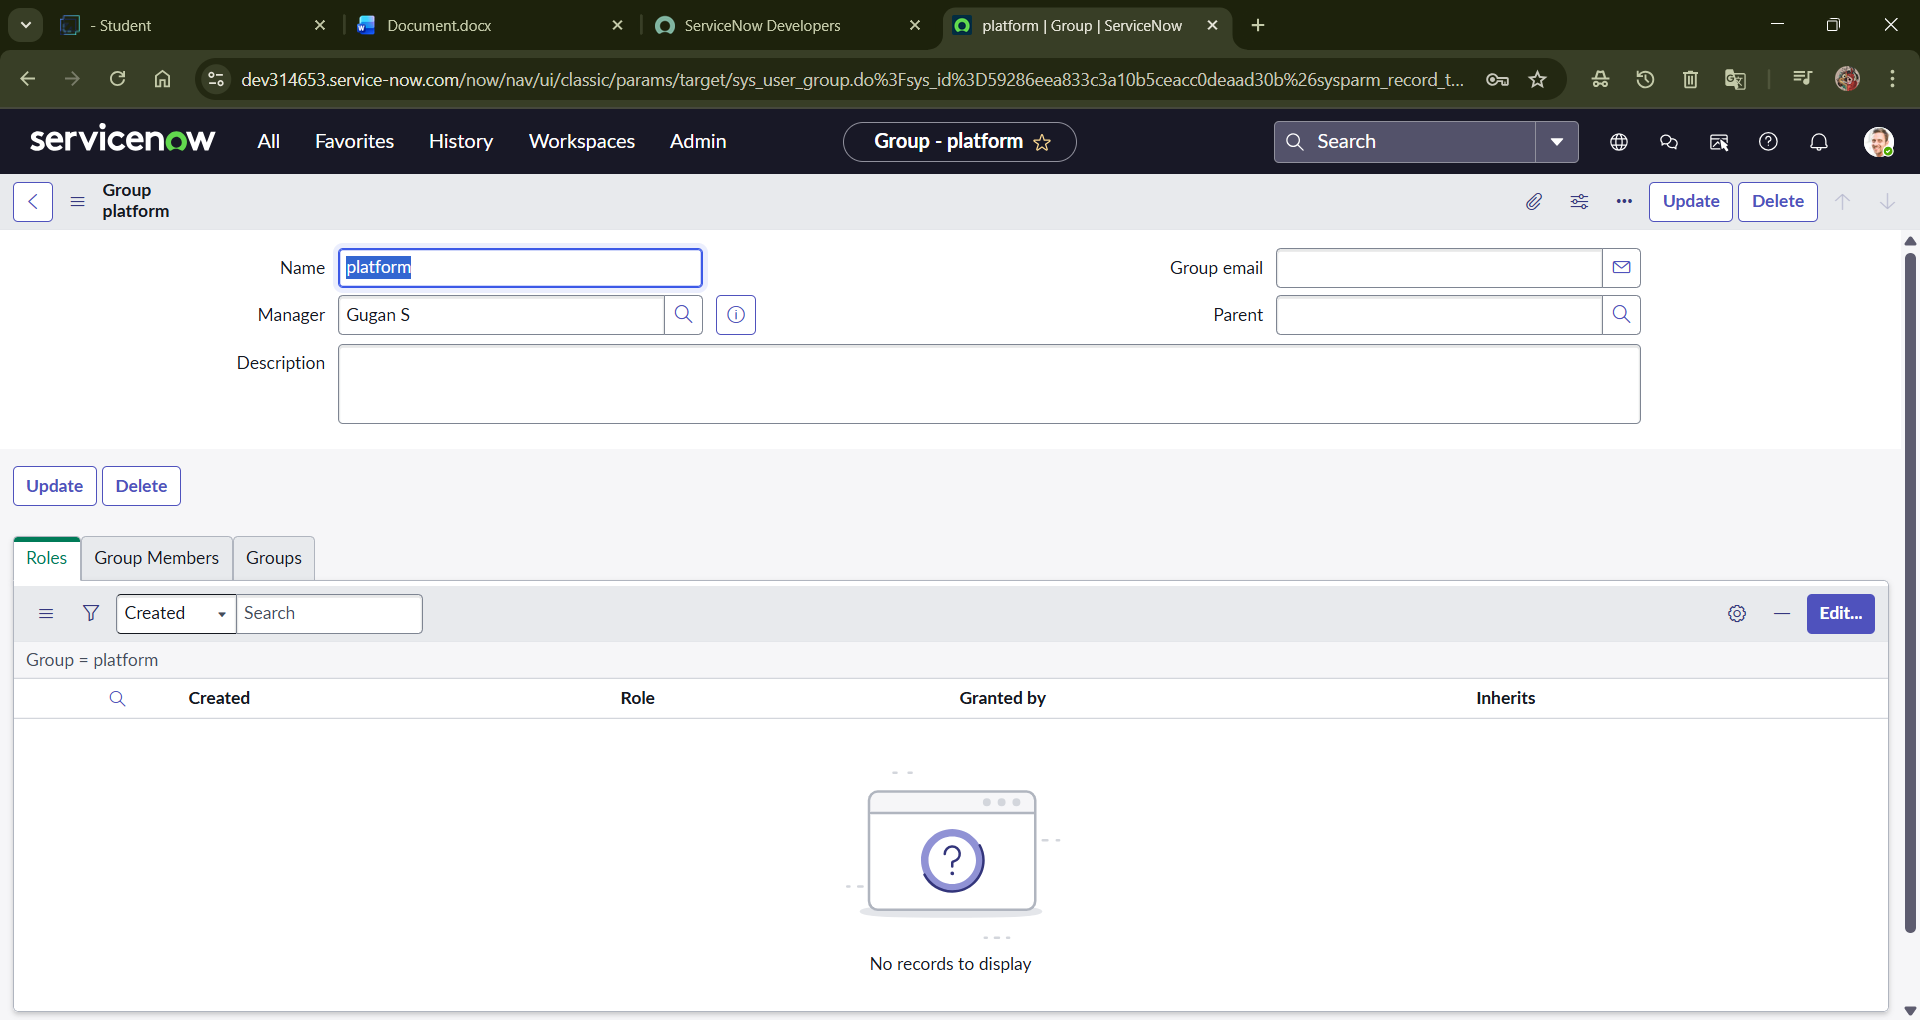 - Student
Document.docx
ServiceNow Developers
platform | Group | ServiceNow
dev314653.service-now.com/now/nav/ui/classic/params/target/sys_user_group.do%3Fsys_id%3D59286eea833c3a10b5ceacc0deaad30b%26sysparm_record_t...
servicenow
All
Favorites
History
Workspaces
Admin
Group - platform
Search
Group
platform
Update
Delete
Name
platform
Group email
Manager
Gugan S
Parent
Description
Update
Delete
Roles
Group Members
Groups
Created
Search
Edit...
Group = platform
Created
Role
Granted by
Inherits
?
No records to display